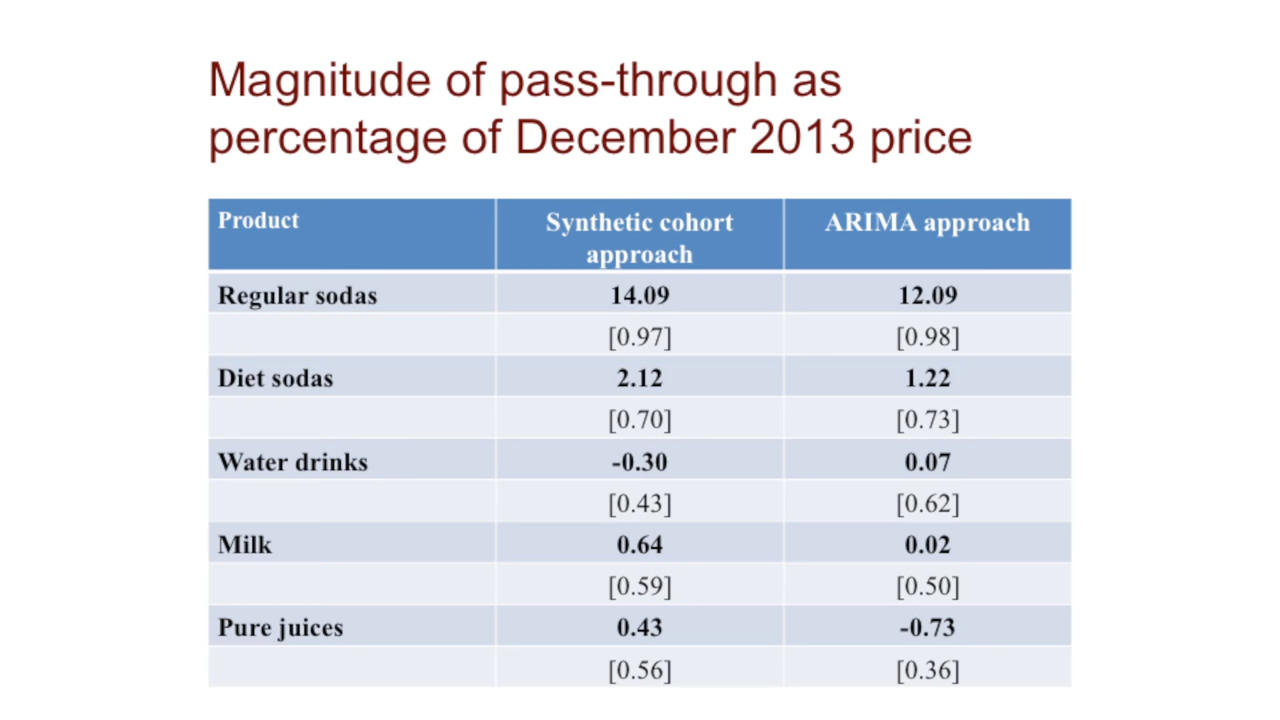 Magnitude of pass-through as
percentage of December 2013 price
Product Synthetic cohort approach ARIMA approach
Regular sodas 14.09 12.09
[0.97] [0.98]
Diet sodas 2.12 1.22
[0.70] [0.73]
Water drinks -0.30 0.07
[0.43] [0.62]
Milk 0.64 0.02
[0.59] [0.50]
Pure juices 0.43 -0.73
[0.56] [0.36]